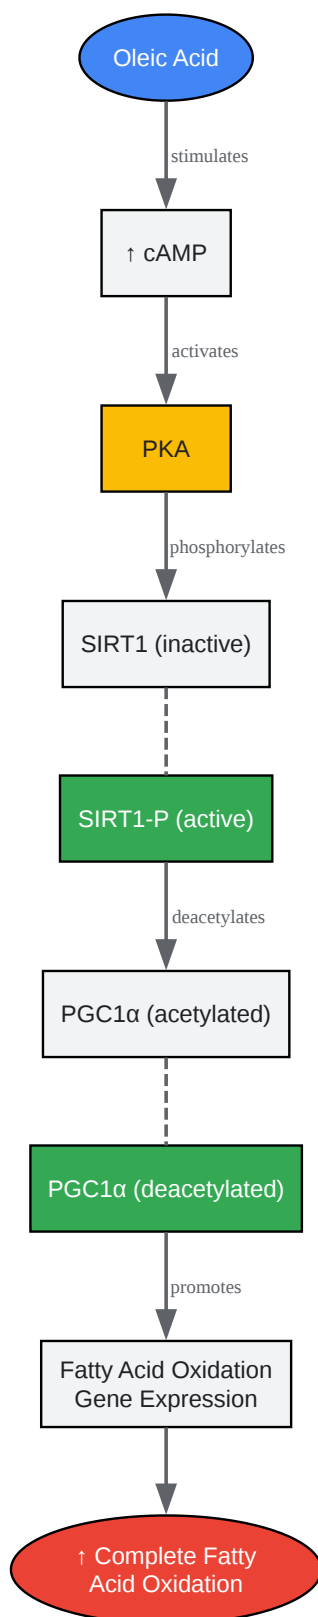 Oleic Acid
stimulates
↑ cAMP
activates
PKA
phosphorylates
SIRT1 (inactive)
SIRT1-P (active)
deacetylates
PGC1α (acetylated)
PGC1α (deacetylated)
promotes
Fatty Acid Oxidation
Gene Expression
↑ Complete Fatty
Acid Oxidation